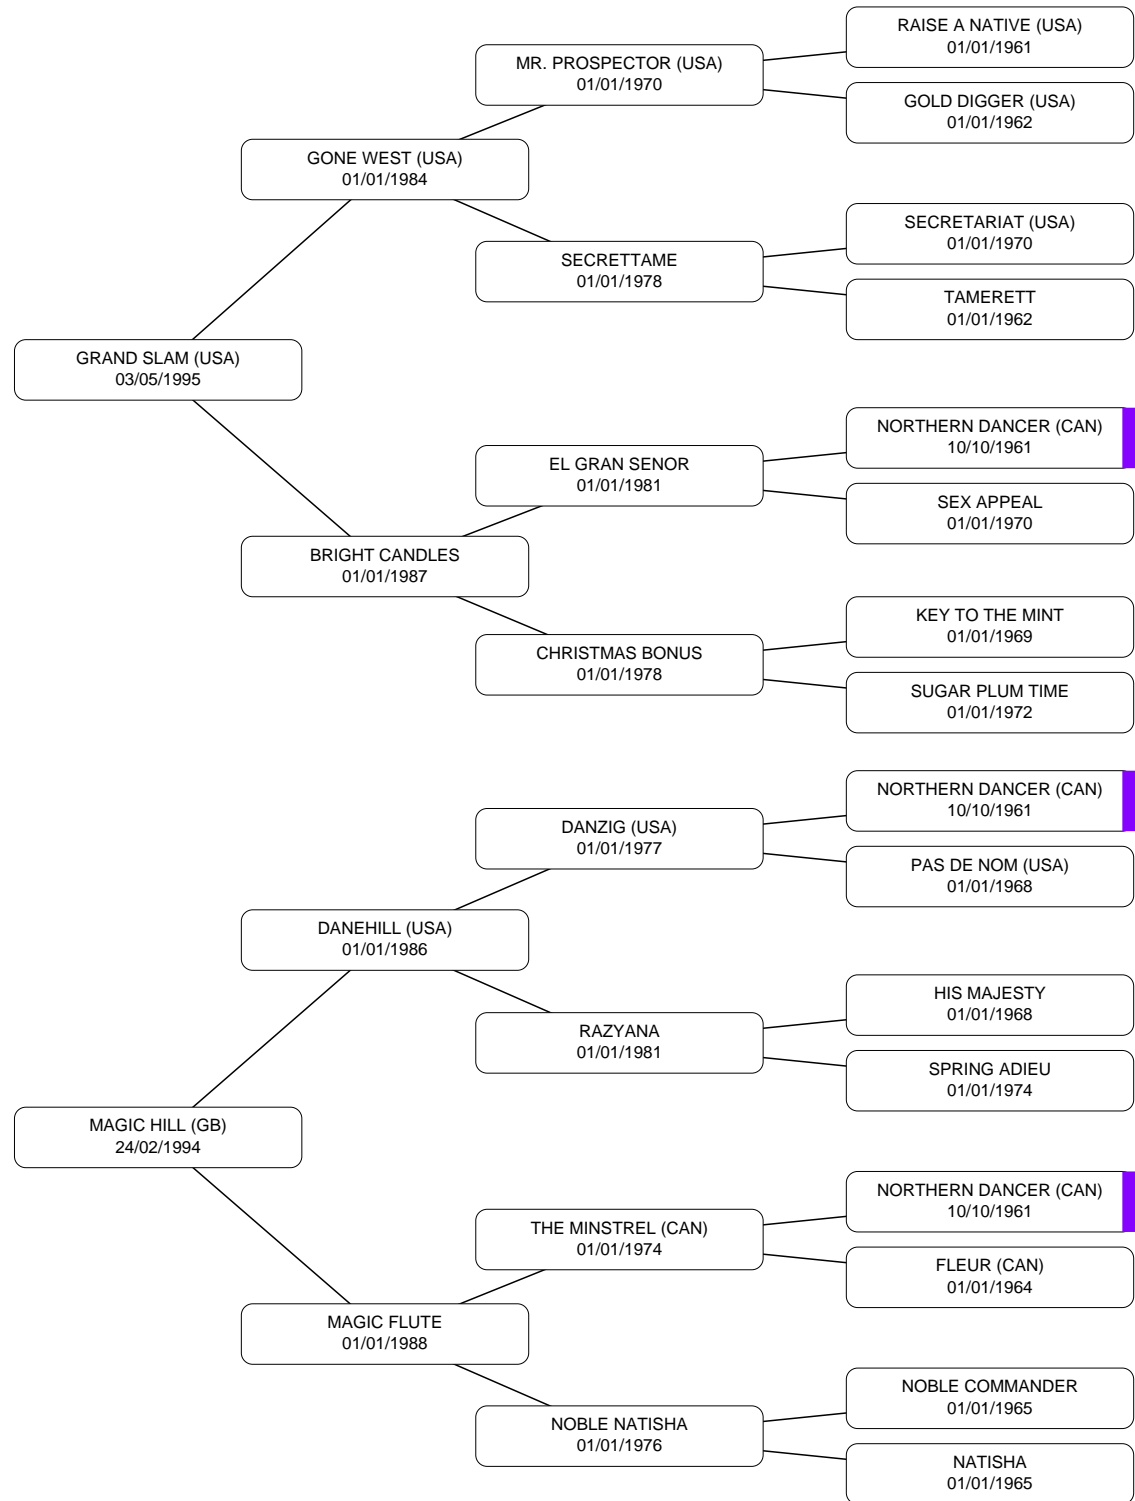 RAISE A NATIVE (USA)
01/01/1961
MR. PROSPECTOR (USA)
01/01/1970
GOLD DIGGER (USA)
01/01/1962
GONE WEST (USA)
01/01/1984
SECRETARIAT (USA)
01/01/1970
SECRETTAME
01/01/1978
TAMERETT
01/01/1962
GRAND SLAM (USA)
03/05/1995
NORTHERN DANCER (CAN)
10/10/1961
EL GRAN SENOR
01/01/1981
SEX APPEAL
01/01/1970
BRIGHT CANDLES
01/01/1987
KEY TO THE MINT
01/01/1969
CHRISTMAS BONUS
01/01/1978
SUGAR PLUM TIME
01/01/1972
NORTHERN DANCER (CAN)
10/10/1961
DANZIG (USA)
01/01/1977
PAS DE NOM (USA)
01/01/1968
DANEHILL (USA)
01/01/1986
HIS MAJESTY
01/01/1968
RAZYANA
01/01/1981
SPRING ADIEU
01/01/1974
MAGIC HILL (GB)
24/02/1994
NORTHERN DANCER (CAN)
10/10/1961
THE MINSTREL (CAN)
01/01/1974
FLEUR (CAN)
01/01/1964
MAGIC FLUTE
01/01/1988
NOBLE COMMANDER
01/01/1965
NOBLE NATISHA
01/01/1976
NATISHA
01/01/1965